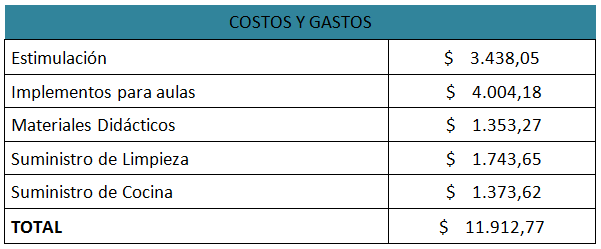 COSTOS Y GASTOS
Estimulación $ 3.438,05
Implementos para aulas $ 4.004,18
Materiales Didácticos $ 1.353,27
Suministro de Limpieza $ 1.743,65
Suministro de Cocina $ 1.373,62
TOTAL $ 11.912,77